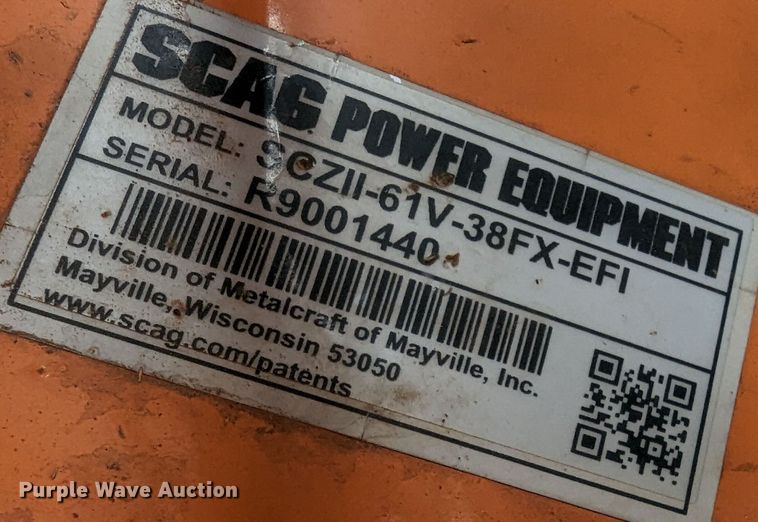 SCAG POWER EQUIPMENT
MODEL: SCZII-61V-38FX-EFI
SERIAL: R9001440
Division of Metalcraft of Mayville, Inc.
Mayville, Wisconsin 53050
www.scag.com/patents
Purple Wave Auction